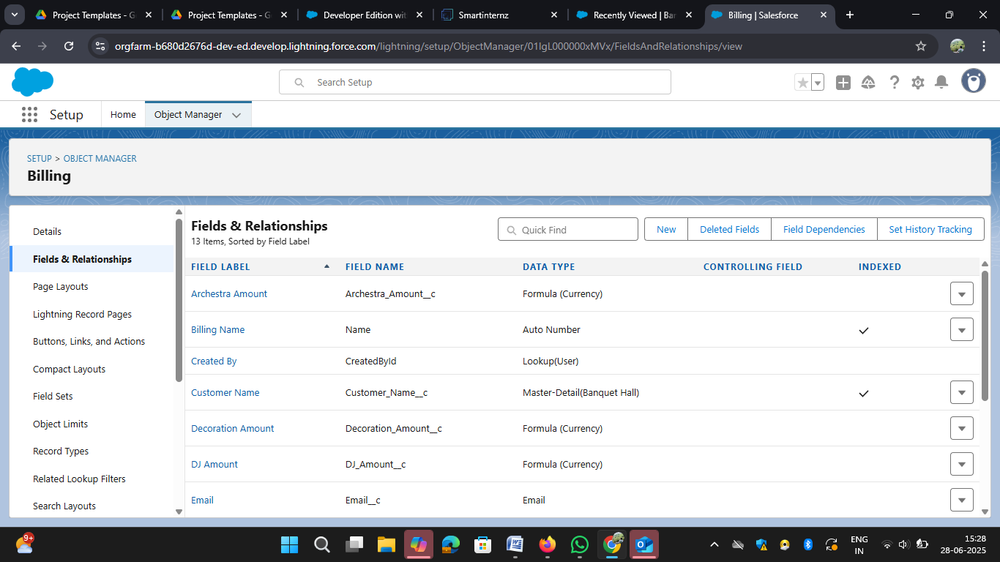 Project Templates - G
Project Templates - G
Developer Edition wit
Smartinternz
Recently Viewed | Bar
Billing | Salesforce
orgfarm-b680d2676d-dev-ed.develop.lightning.force.com/lightning/setup/ObjectManager/01IgL000000xMVx/FieldsAndRelationships/view
Search Setup
Setup
Home
Object Manager
SETUP > OBJECT MANAGER
Billing
Details
Fields & Relationships
Page Layouts
Lightning Record Pages
Buttons, Links, and Actions
Compact Layouts
Field Sets
Object Limits
Record Types
Related Lookup Filters
Search Layouts
Fields & Relationships
13 Items, Sorted by Field Label
Quick Find
New
Deleted Fields
Field Dependencies
Set History Tracking
FIELD LABEL FIELD NAME DATA TYPE CONTROLLING FIELD INDEXED
Archestra Amount Archestra_Amount__c Formula (Currency)
Billing Name Name Auto Number
Created By CreatedById Lookup(User)
Customer Name Customer_Name__c Master-Detail(Banquet Hall)
Decoration Amount Decoration_Amount__c Formula (Currency)
DJ Amount DJ_Amount__c Formula (Currency)
Email Email__c Email
9+
ENG
IN
15:28
28-06-2025